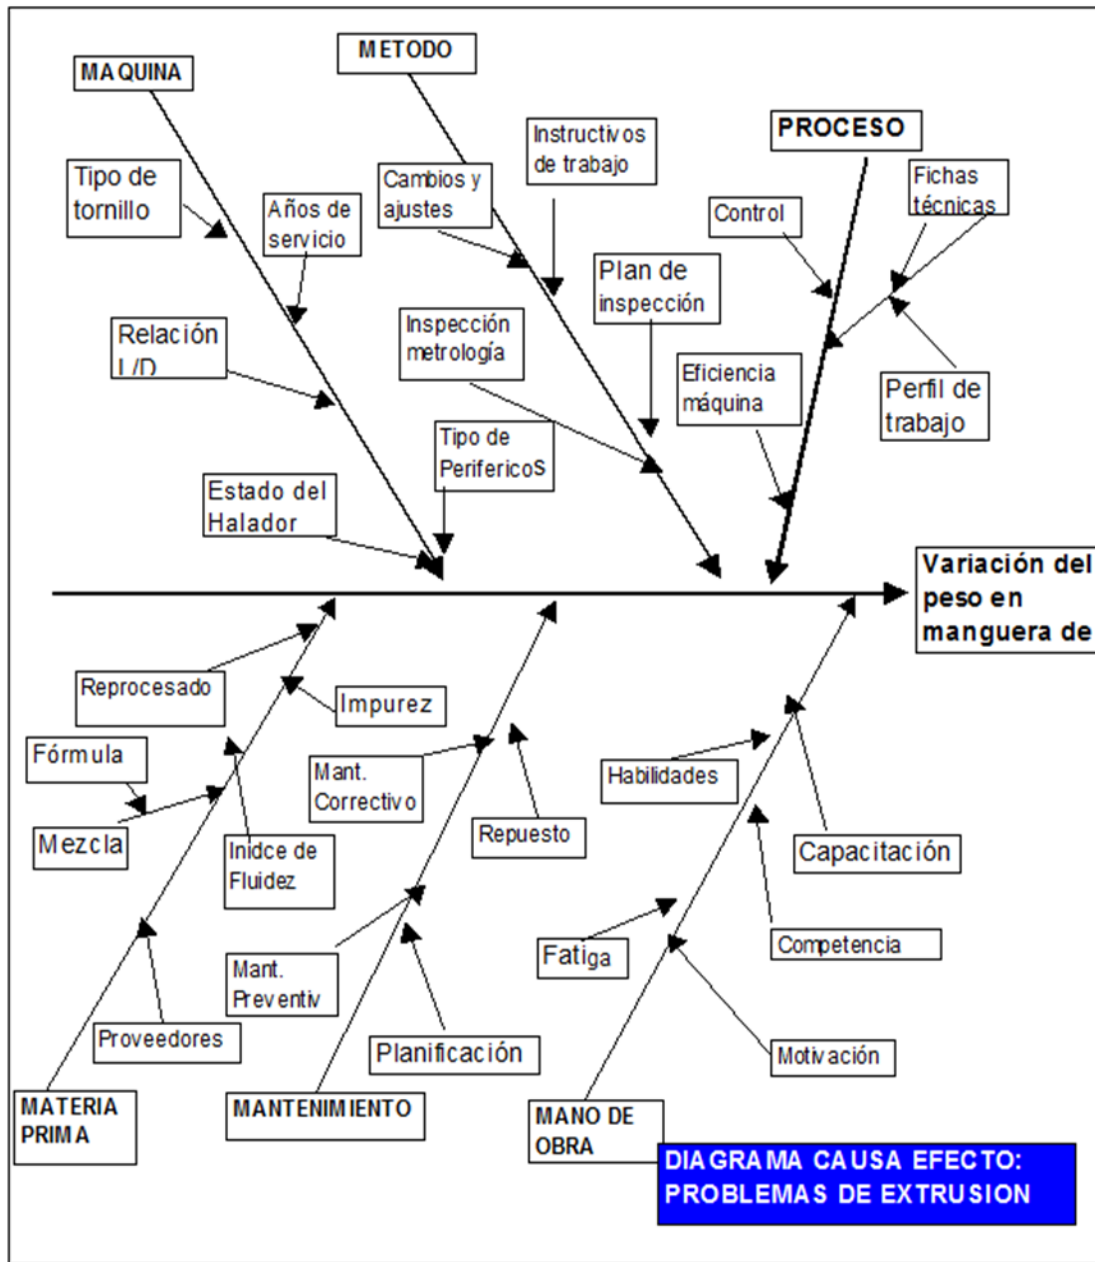 MAQUINA
METODO
PROCESO
Tipo de
tornillo
Años de
servicio
Relación
L/D
Estado del
Halador
Tipo de
Perifericos
Cambios y
ajustes
Instructivos
de trabajo
Inspección
metrología
Plan de
inspección
Control
Fichas
técnicas
Eficiencia
máquina
Perfil de
trabajo
Variación del
peso en
manguera de
Reprocesado
Impurez
Fórmula
Mezcla
Inidce de
Fluidez
Proveedores
MATERIA
PRIMA
Mant.
Correctivo
Repuesto
Mant.
Preventiv
Planificación
MANTENIMIENTO
Habilidades
Capacitación
Fatiga
Competencia
Motivación
MANO DE
OBRA
DIAGRAMA CAUSA EFECTO:
PROBLEMAS DE EXTRUSION